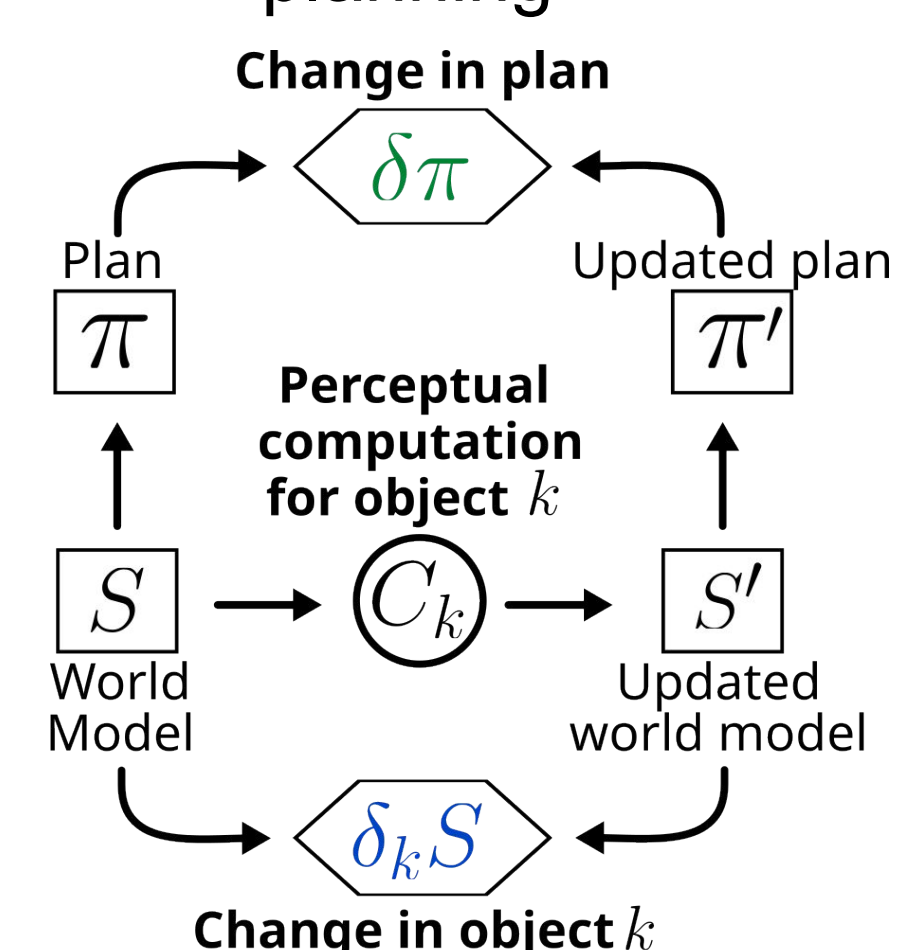 planning
Change in plan
δπ
Plan
Updated plan
π
π′
Perceptual
computation
for object k
S
C_k
S′
World
Model
Updated
world model
δ_kS
Change in object k